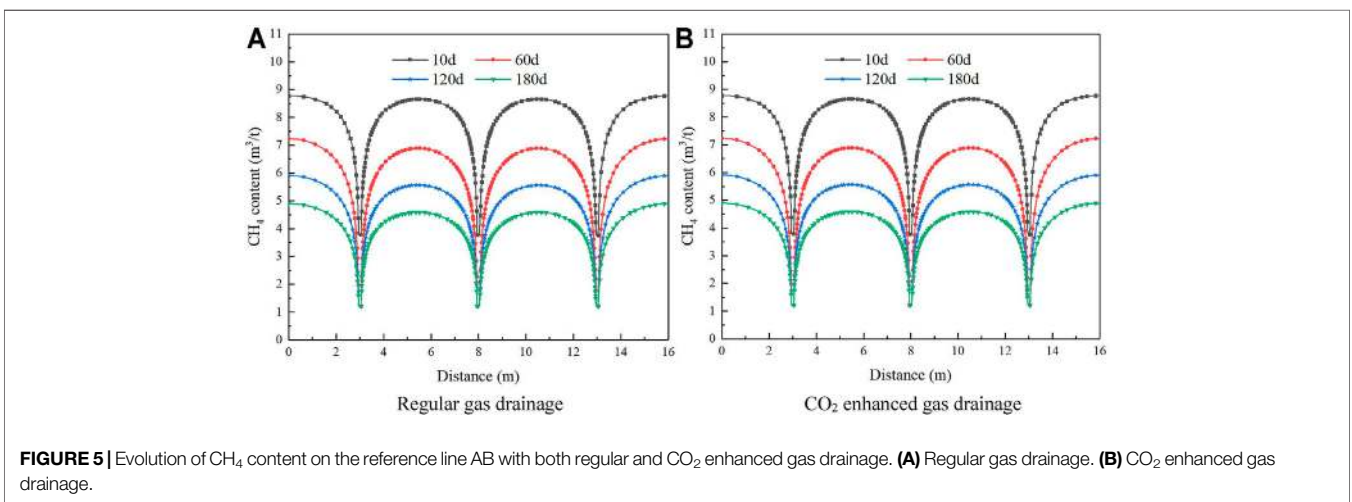 A
11
10
9
8
7
6
5
4
3
2
1
0
CH₄ content (m³/t)
10d 60d
120d 180d
0 2 4 6 8 10 12 14 16
Distance (m)
Regular gas drainage
B
11
10
9
8
7
6
5
4
3
2
1
0
CH₄ content (m³/t)
10d 60d
120d 180d
0 2 4 6 8 10 12 14 16
Distance (m)
CO₂ enhanced gas drainage
FIGURE 5 | Evolution of CH₄ content on the reference line AB with both regular and CO₂ enhanced gas drainage. (A) Regular gas drainage. (B) CO₂ enhanced gas
drainage.